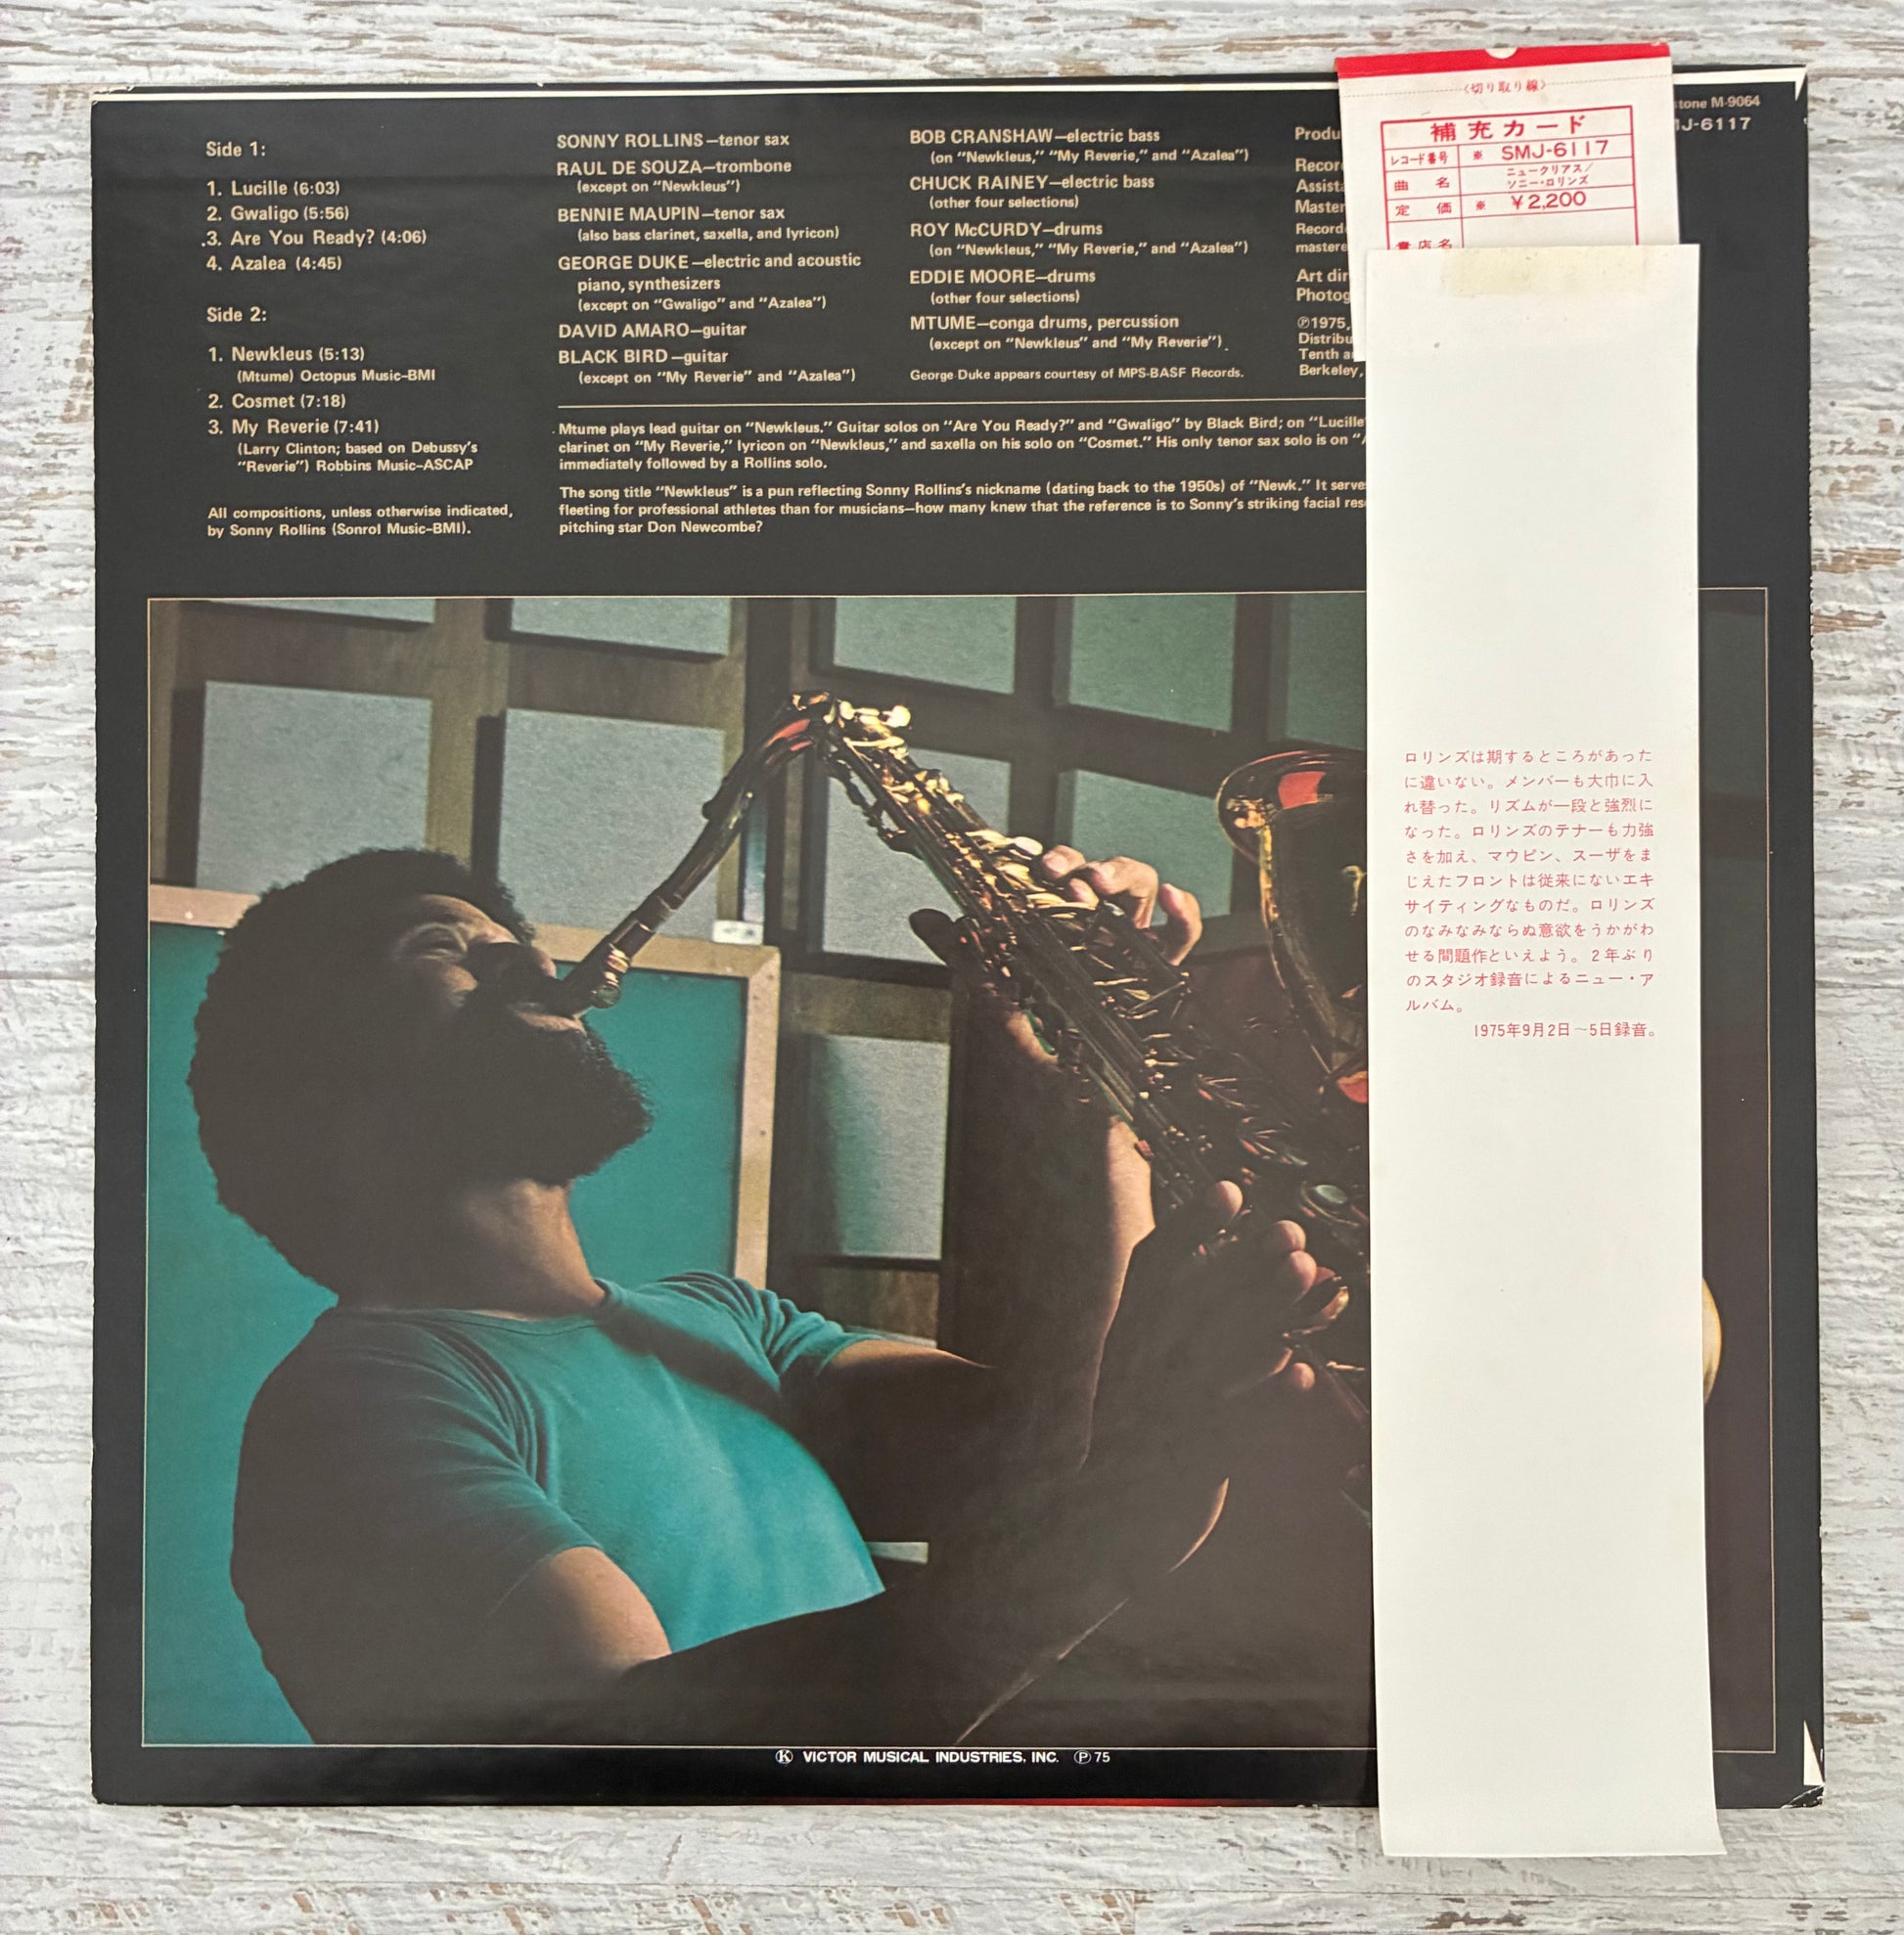 Side 1:
1. Lucille (6:03)
2. Gwaligo (5:56)
3. Are You Ready? (4:06)
4. Azalea (4:45)
Side 2:
1. Newkleus (5:13)
(Mtume) Octopus Music–BMI
2. Cosmet (7:18)
3. My Reverie (7:41)
(Larry Clinton; based on Debussy's
"Reverie") Robbins Music–ASCAP
All compositions, unless otherwise indicated,
by Sonny Rollins (Sonrol Music–BMI).
SONNY ROLLINS—tenor sax
RAUL DE SOUZA—trombone
(except on "Newkleus")
BENNIE MAUPIN—tenor sax
(also bass clarinet, saxella, and lyricon)
GEORGE DUKE—electric and acoustic
piano, synthesizers
(except on "Gwaligo" and "Azalea")
DAVID AMARO—guitar
BLACK BIRD—guitar
(except on "My Reverie" and "Azalea")
BOB CRANSHAW—electric bass
(on "Newkleus," "My Reverie," and "Azalea")
CHUCK RAINEY—electric bass
(other four selections)
ROY McCURDY—drums
(on "Newkleus," "My Reverie," and "Azalea")
EDDIE MOORE—drums
(other four selections)
MTUME—conga drums, percussion
(except on "Newkleus" and "My Reverie")
George Duke appears courtesy of MPS-BASF Records.
Produ
Recor
Assista
Master
Record
mastere
Art dir
Photog
℗1975,
Distribu
Tenth a
Berkeley,
Mtume plays lead guitar on "Newkleus." Guitar solos on "Are You Ready?" and "Gwaligo" by Black Bird; on "Lucille
clarinet on "My Reverie," lyricon on "Newkleus," and saxella on his solo on "Cosmet." His only tenor sax solo is on "
immediately followed by a Rollins solo.
The song title "Newkleus" is a pun reflecting Sonny Rollins's nickname (dating back to the 1950s) of "Newk." It serve
fleeting for professional athletes than for musicians—how many knew that the reference is to Sonny's striking facial res
pitching star Don Newcombe?
tone M-9064
J-6117
〈切り取り線〉
補充カード
レコード番号 ※ SMJ-6117
曲名 ニュークリアス/
ソニー・ロリンズ
定価 ※ ¥2,200
書店名
ロリンズは期するところがあった
に違いない。メンバーも大巾に入
れ替った。リズムが一段と強烈に
なった。ロリンズのテナーも力強
さを加え、マウピン、スーザをま
じえたフロントは従来にないエキ
サイティングなものだ。ロリンズ
のなみなみならぬ意欲をうかがわ
せる問題作といえよう。2年ぶり
のスタジオ録音によるニュー・ア
ルバム。
1975年9月2日〜5日録音。
Ⓚ VICTOR MUSICAL INDUSTRIES, INC. ℗75